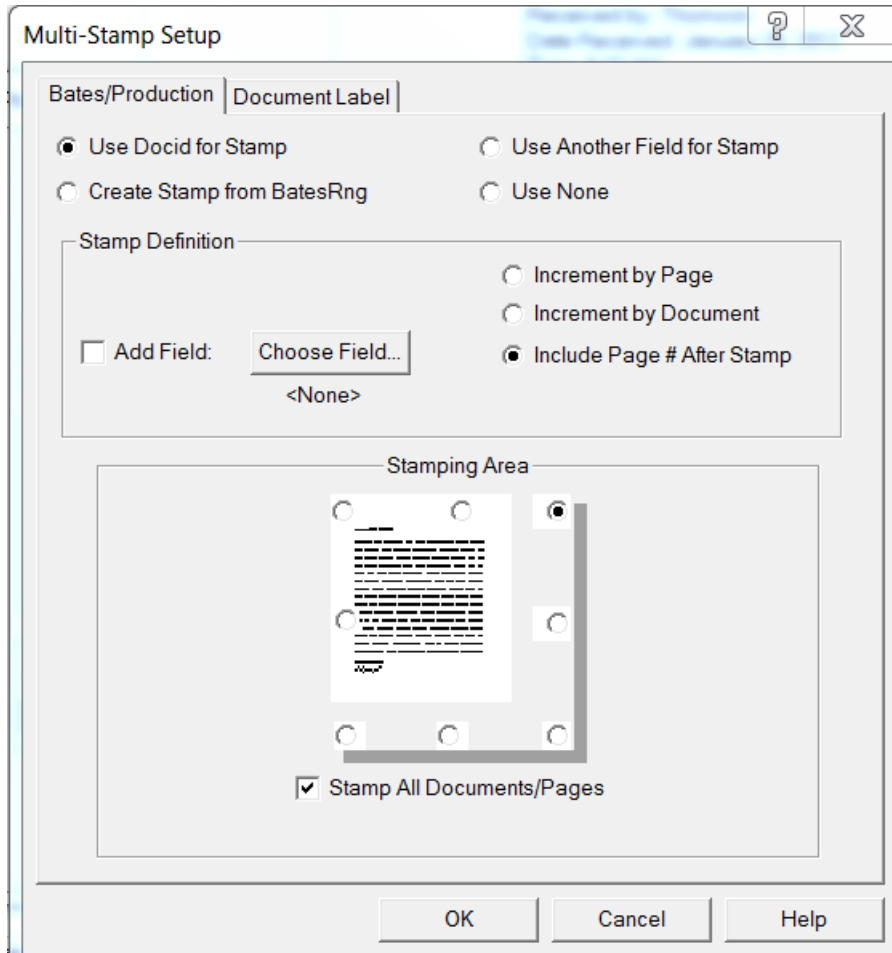 Multi-Stamp Setup
Bates/Production Document Label
Use Docid for Stamp Use Another Field for Stamp
Create Stamp from BatesRng Use None
Stamp Definition
Increment by Page
Increment by Document
Add Field: Choose Field... Include Page # After Stamp
<None>
Stamping Area
Stamp All Documents/Pages
OK Cancel Help